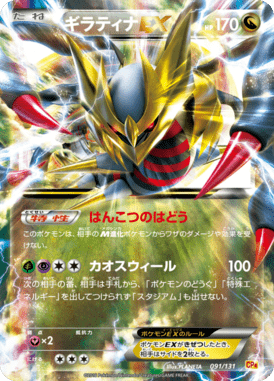 たね
ギラティナEX
HP170
特性
はんこつのはどう
このポケモンは、相手のM進化ポケモンからワザのダメージや効果を受
けない。
カオスウィール 100
次の相手の番、相手は手札から、「ポケモンのどうぐ」「特殊エネ
ルギー」を出してつけられず「スタジアム」も出せない。
ポケモンEXのルール
ポケモンEXがきぜつしたとき、
相手はサイドを2枚とる。
×2
にげる
Illus. PLANETA
CP4
091/131